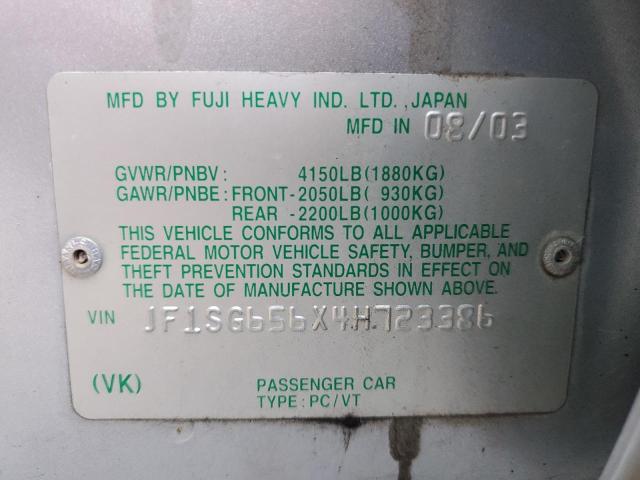 MFD BY FUJI HEAVY IND. LTD., JAPAN
MFD IN 08/03
GVWR/PNBV: 4150LB(1880KG)
GAWR/PNBE: FRONT-2050LB( 930KG)
REAR -2200LB(1000KG)
THIS VEHICLE CONFORMS TO ALL APPLICABLE
FEDERAL MOTOR VEHICLE SAFETY, BUMPER, AND
THEFT PREVENTION STANDARDS IN EFFECT ON
THE DATE OF MANUFACTURE SHOWN ABOVE.
VIN JF1SG656X4H723386
(VK) PASSENGER CAR
TYPE: PC/VT